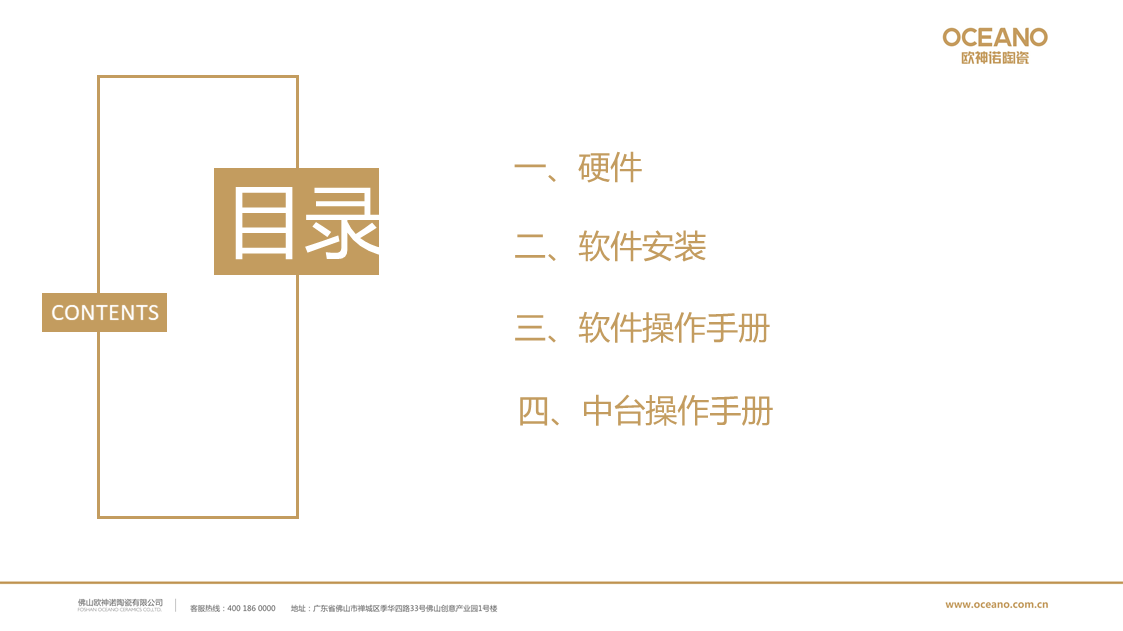 OCEANO
欧神诺陶瓷
目录
CONTENTS
一、硬件
二、软件安装
三、软件操作手册
四、中台操作手册
佛山欧神诺陶瓷有限公司
FOSHAN OCEANO CERAMICS CO.,LTD.
客服热线：400 186 0000 地址：广东省佛山市禅城区季华四路33号佛山创意产业园1号楼
www.oceano.com.cn